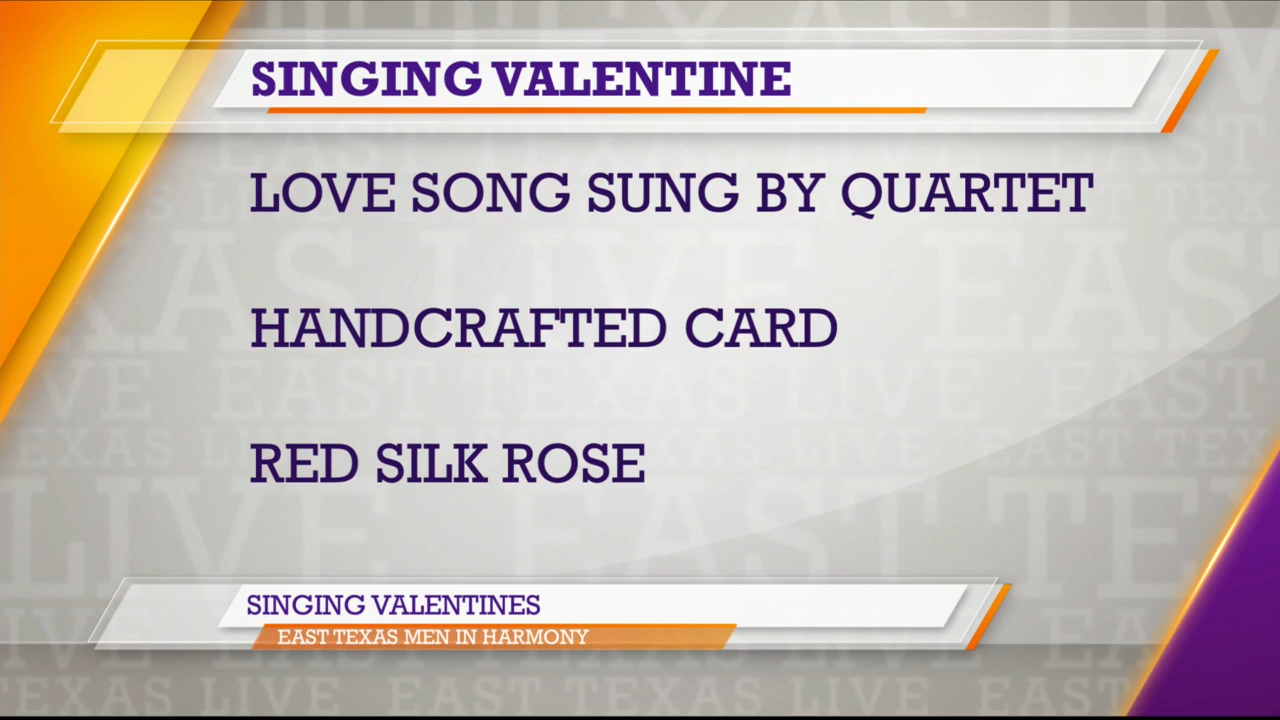 SINGING VALENTINE
LOVE SONG SUNG BY QUARTET
HANDCRAFTED CARD
RED SILK ROSE
SINGING VALENTINES
EAST TEXAS MEN IN HARMONY